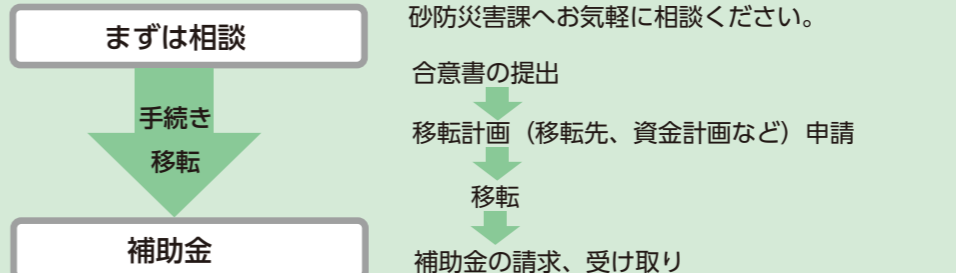 まずは相談
砂防災害課へお気軽に相談ください。
手続き
移転
合意書の提出
移転計画（移転先、資金計画など）申請
移転
補助金
補助金の請求、受け取り